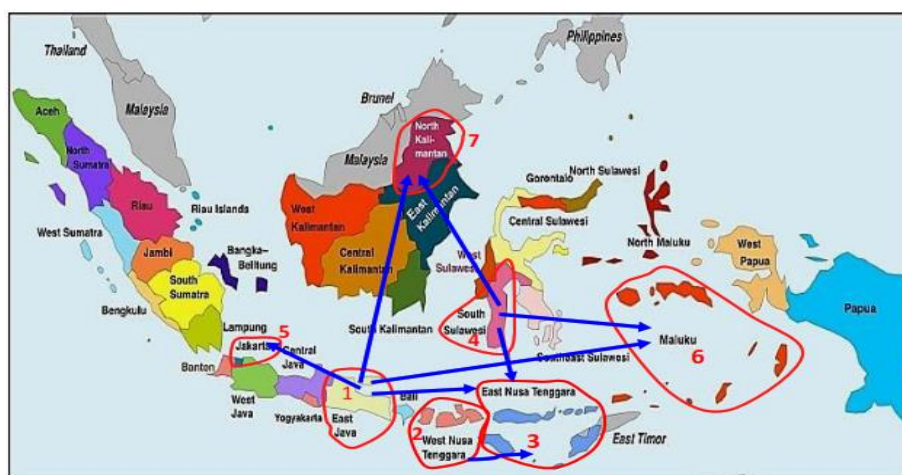 Thailand
Philippines
Brunei
Aceh
Malaysia
North
Sumatra
North
Kali-
mantan
7
Malaysia
Riau
Riau Islands
West
Kalimantan
East
Kalimantan
Gorontalo
North Sulawesi
Central Sulawesi
West Sumatra
Jambi
Bangka-
Belitung
Central
Kalimantan
West
Sulawesi
North Maluku
West
Papua
South
Sumatra
Bengkulu
Papua
Lampung
South Kalimantan
South
Sulawesi
4
Southeast Sulawesi
Maluku
6
5
Jakarta
Central
Java
Banten
West
Java
Yogyakarta
1
East
Java
Bali
2
West Nusa
Tenggara
East Nusa Tenggara
3
East Timor